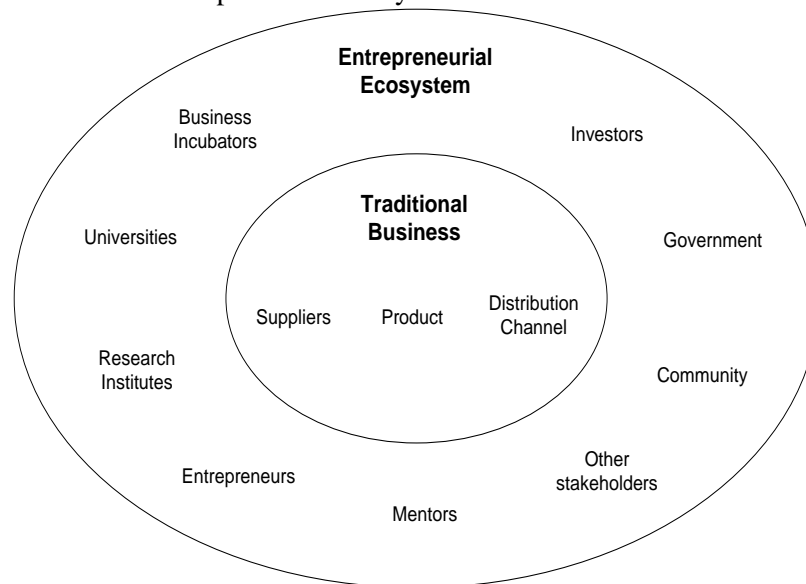 Entrepreneurial
Ecosystem
Business
Incubators
Investors
Traditional
Business
Universities
Government
Suppliers
Product
Distribution
Channel
Research
Institutes
Community
Entrepreneurs
Other
stakeholders
Mentors